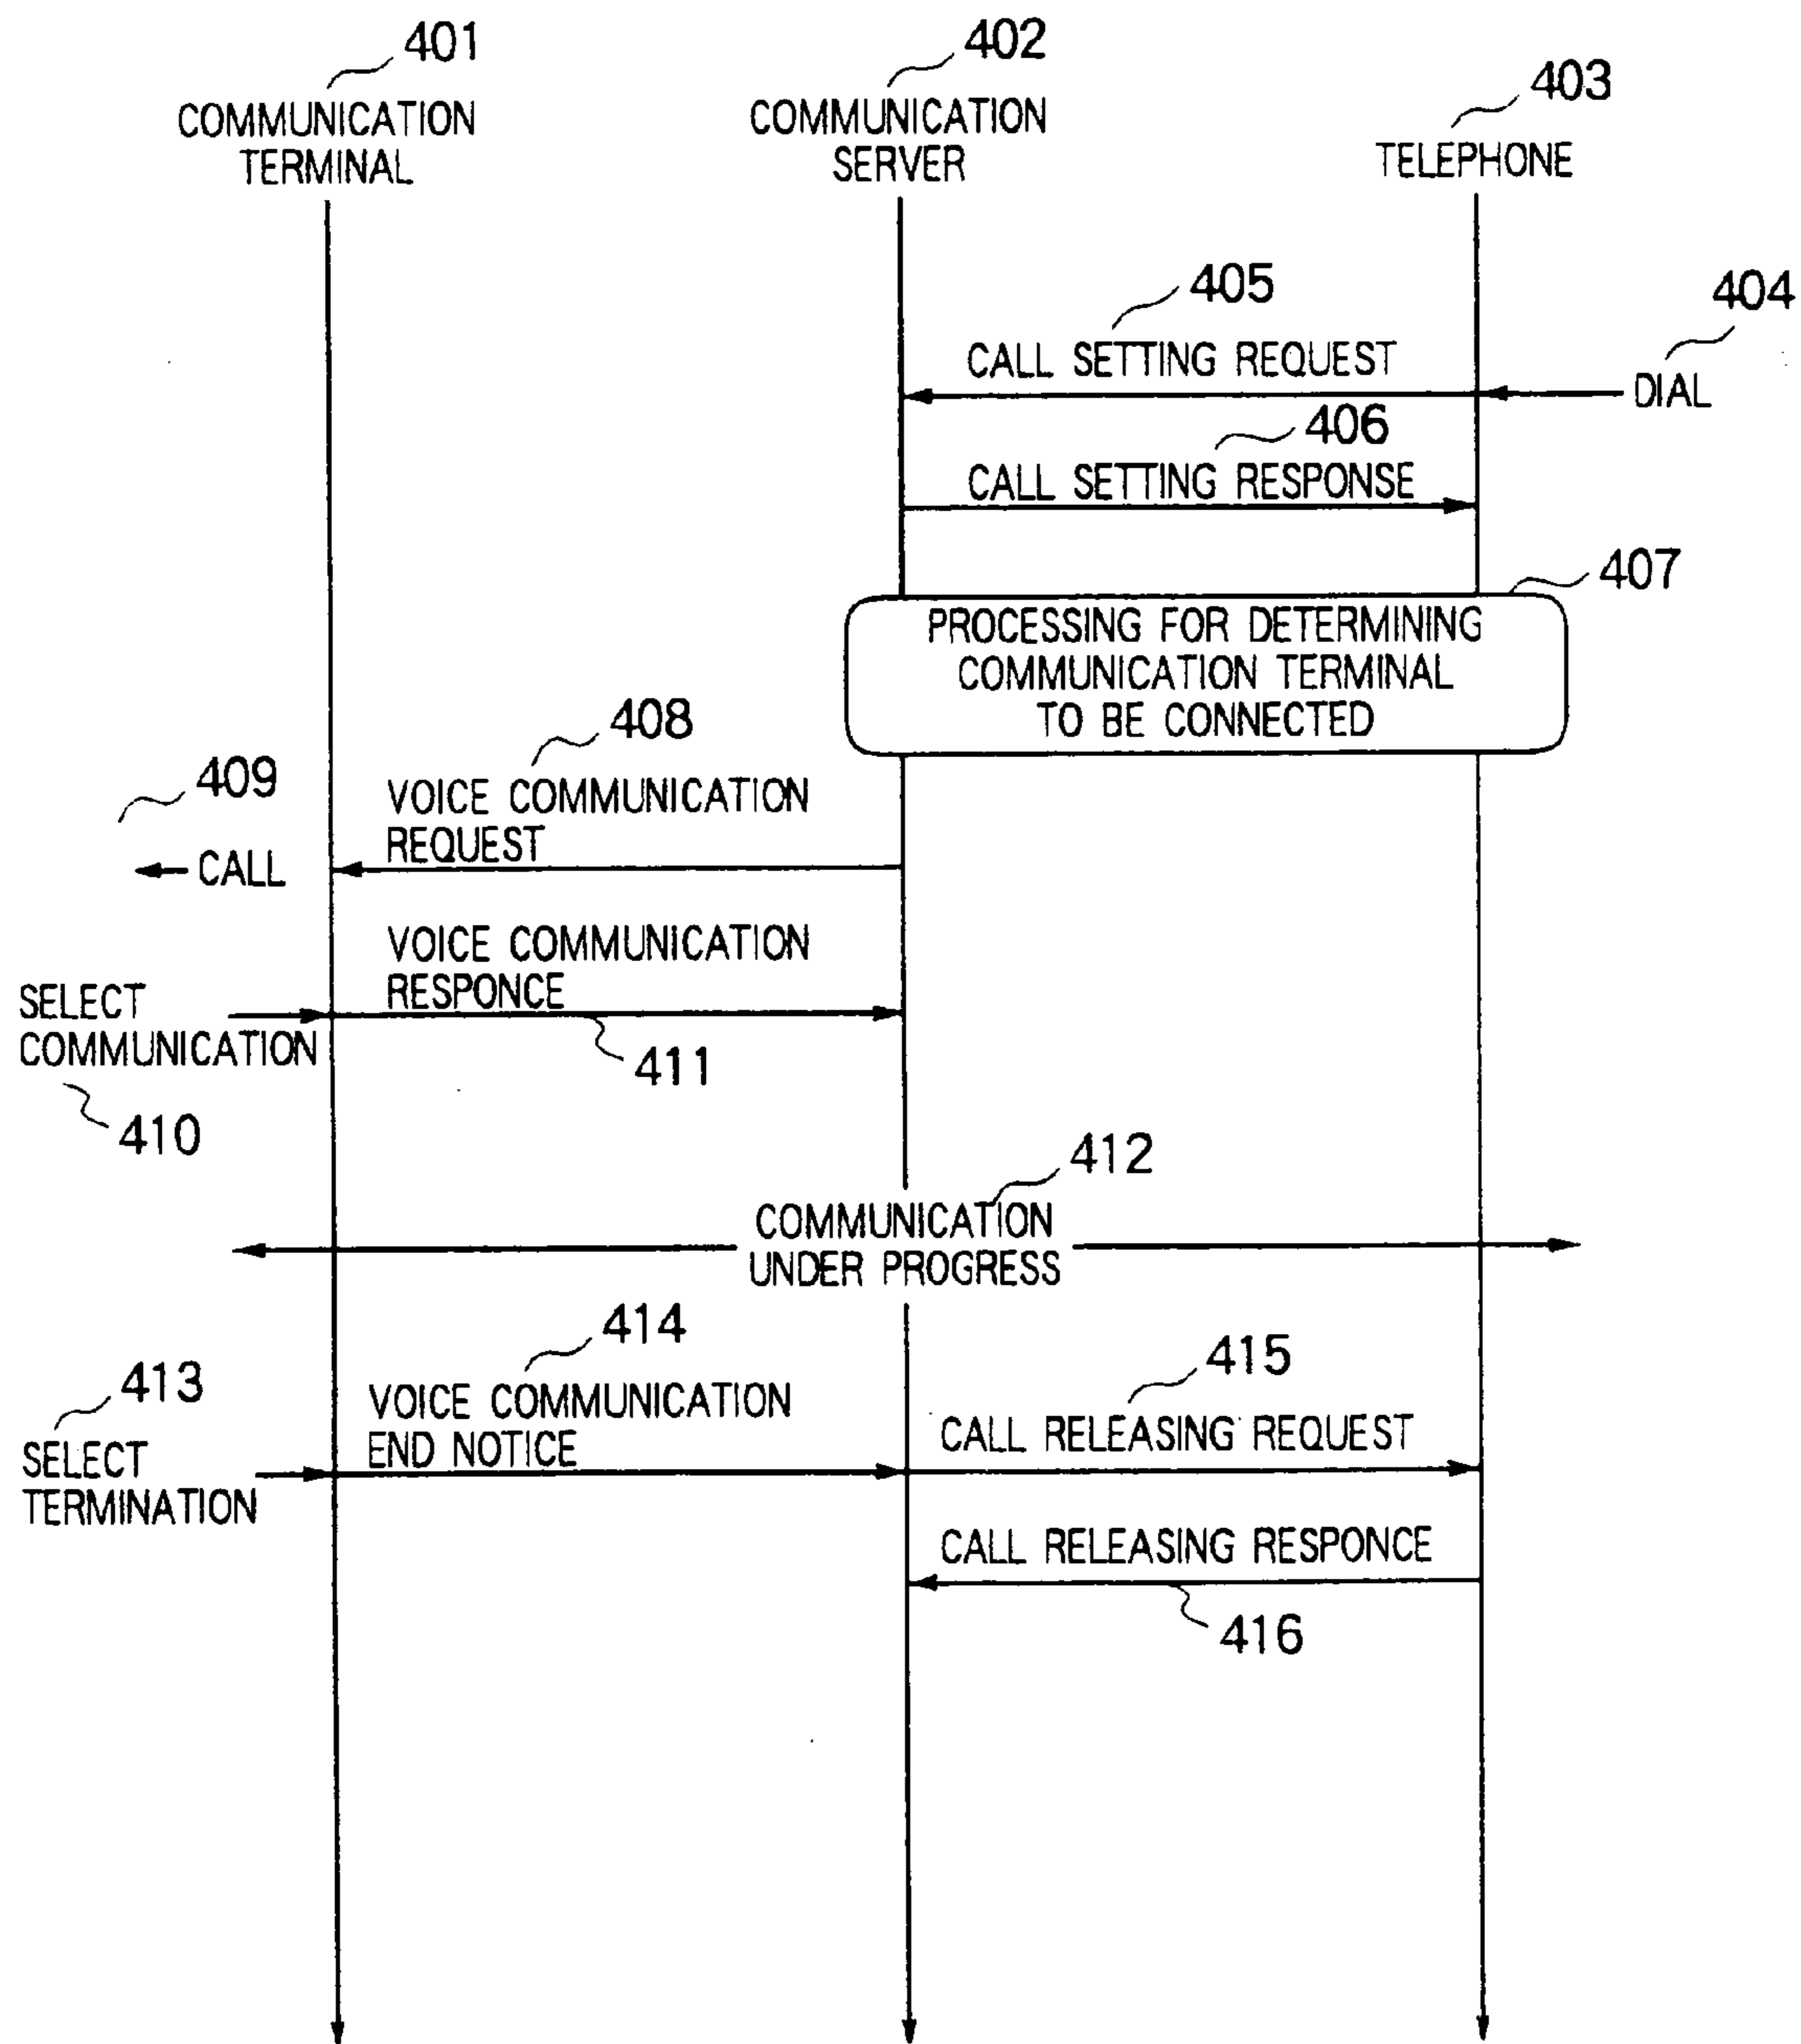 401
COMMUNICATION
TERMINAL
402
COMMUNICATION
SERVER
403
TELEPHONE
405
CALL SETTING REQUEST
404
DIAL
406
CALL SETTING RESPONSE
407
PROCESSING FOR DETERMINING
COMMUNICATION TERMINAL
TO BE CONNECTED
408
VOICE COMMUNICATION
REQUEST
409
CALL
VOICE COMMUNICATION
RESPONCE
SELECT
COMMUNICATION
411
410
412
COMMUNICATION
UNDER PROGRESS
414
VOICE COMMUNICATION
END NOTICE
415
CALL RELEASING REQUEST
413
SELECT
TERMINATION
CALL RELEASING RESPONCE
416